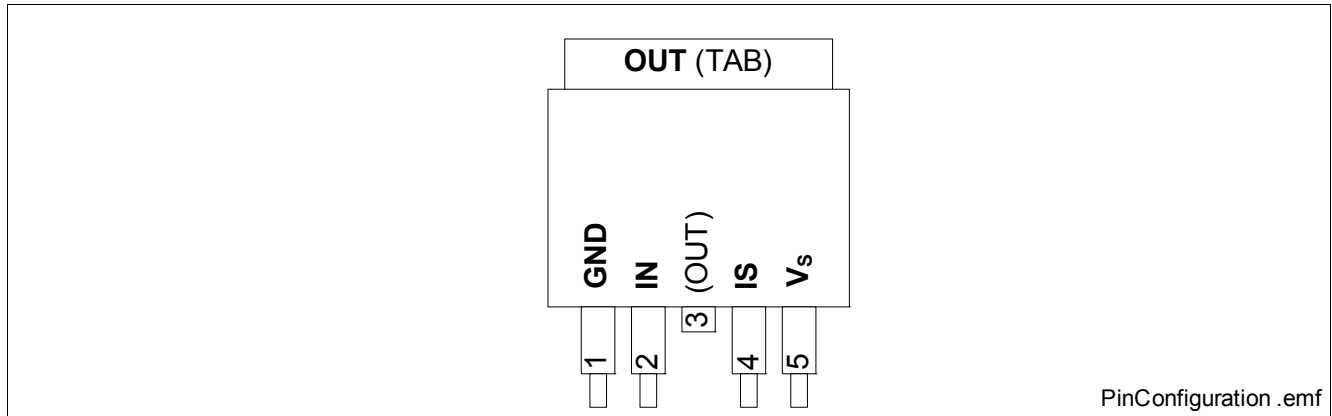 OUT (TAB)
GND
IN
(OUT)
IS
Vs
1
2
3
4
5
PinConfiguration .emf